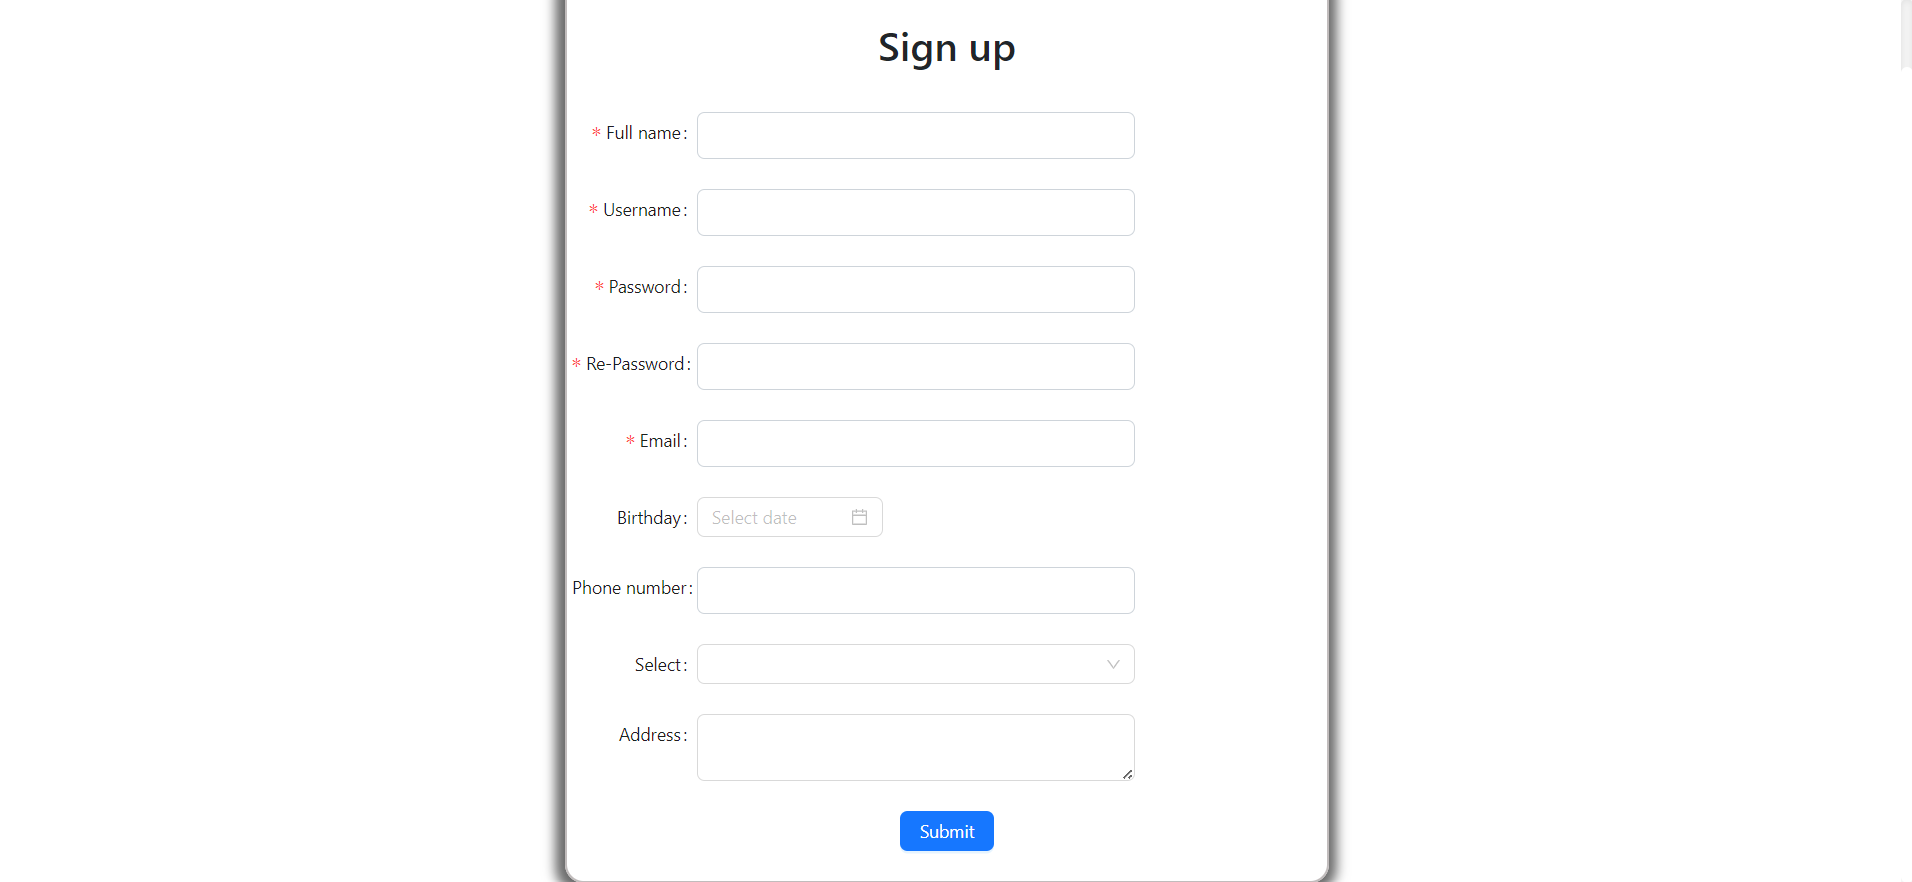 Sign up
* Full name:
* Username:
* Password:
* Re-Password:
* Email:
Birthday: Select date
Phone number:
Select:
Address:
Submit